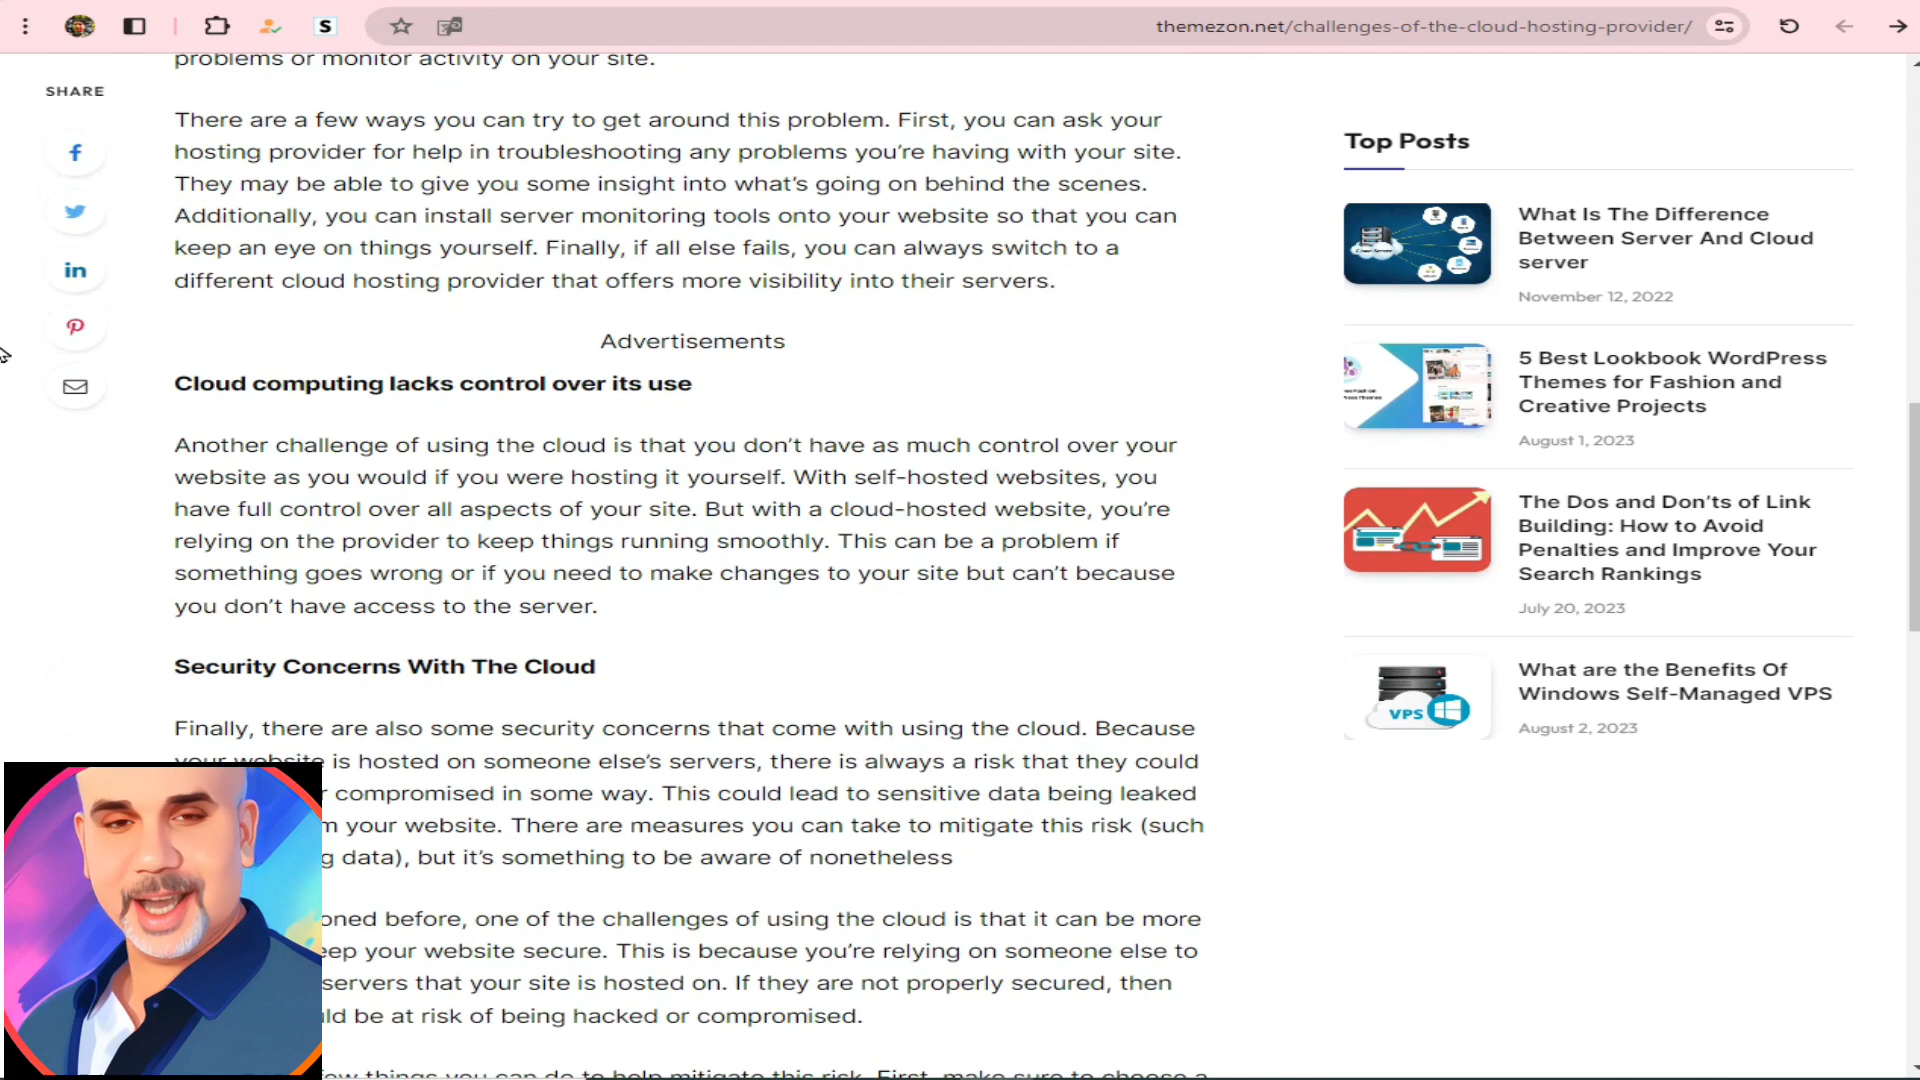 S
themezon.net/challenges-of-the-cloud-hosting-provider/
problems or monitor activity on your site.
SHARE
There are a few ways you can try to get around this problem. First, you can ask your
hosting provider for help in troubleshooting any problems you’re having with your site.
They may be able to give you some insight into what’s going on behind the scenes.
Additionally, you can install server monitoring tools onto your website so that you can
keep an eye on things yourself. Finally, if all else fails, you can always switch to a
different cloud hosting provider that offers more visibility into their servers.
Advertisements
Cloud computing lacks control over its use
Another challenge of using the cloud is that you don’t have as much control over your
website as you would if you were hosting it yourself. With self-hosted websites, you
have full control over all aspects of your site. But with a cloud-hosted website, you’re
relying on the provider to keep things running smoothly. This can be a problem if
something goes wrong or if you need to make changes to your site but can’t because
you don’t have access to the server.
Security Concerns With The Cloud
Finally, there are also some security concerns that come with using the cloud. Because
your website is hosted on someone else’s servers, there is always a risk that they could
compromised in some way. This could lead to sensitive data being leaked
your website. There are measures you can take to mitigate this risk (such
data), but it’s something to be aware of nonetheless
before, one of the challenges of using the cloud is that it can be more
your website secure. This is because you’re relying on someone else to
servers that your site is hosted on. If they are not properly secured, then
be at risk of being hacked or compromised.
few things you can do to help mitigate this risk. First, make sure to choose a
Top Posts
What Is The Difference
Between Server And Cloud
server
November 12, 2022
5 Best Lookbook WordPress
Themes for Fashion and
Creative Projects
August 1, 2023
The Dos and Don’ts of Link
Building: How to Avoid
Penalties and Improve Your
Search Rankings
July 20, 2023
VPS
What are the Benefits Of
Windows Self-Managed VPS
August 2, 2023